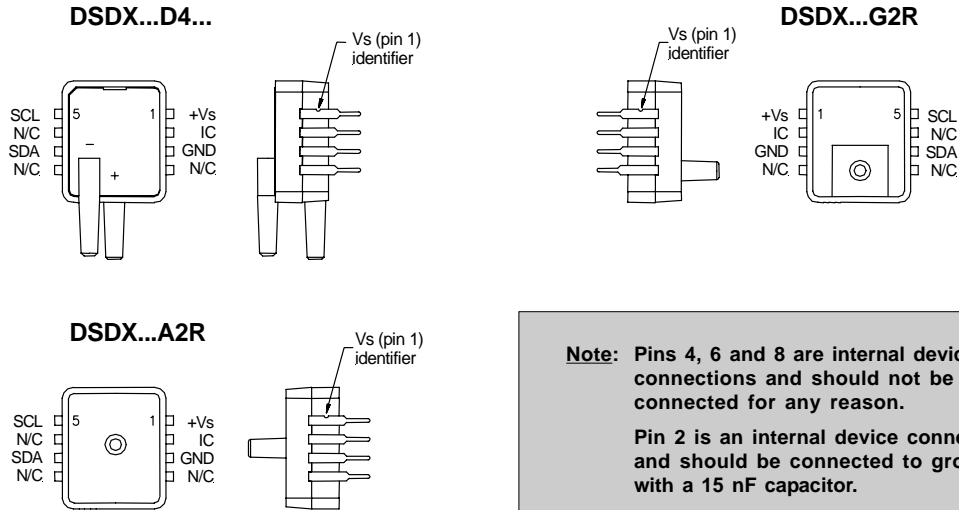 DSDX...D4...
Vs (pin 1)
identifier
SCL 5 1 +Vs
N/C IC
SDA - GND
N/C + N/C
DSDX...G2R
Vs (pin 1)
identifier
+Vs 1 5 SCL
IC N/C
GND SDA
N/C N/C
DSDX...A2R
Vs (pin 1)
identifier
SCL 5 1 +Vs
N/C IC
SDA GND
N/C N/C
Note: Pins 4, 6 and 8 are internal devic
connections and should not be
connected for any reason.
Pin 2 is an internal device conne
and should be connected to gro
with a 15 nF capacitor.